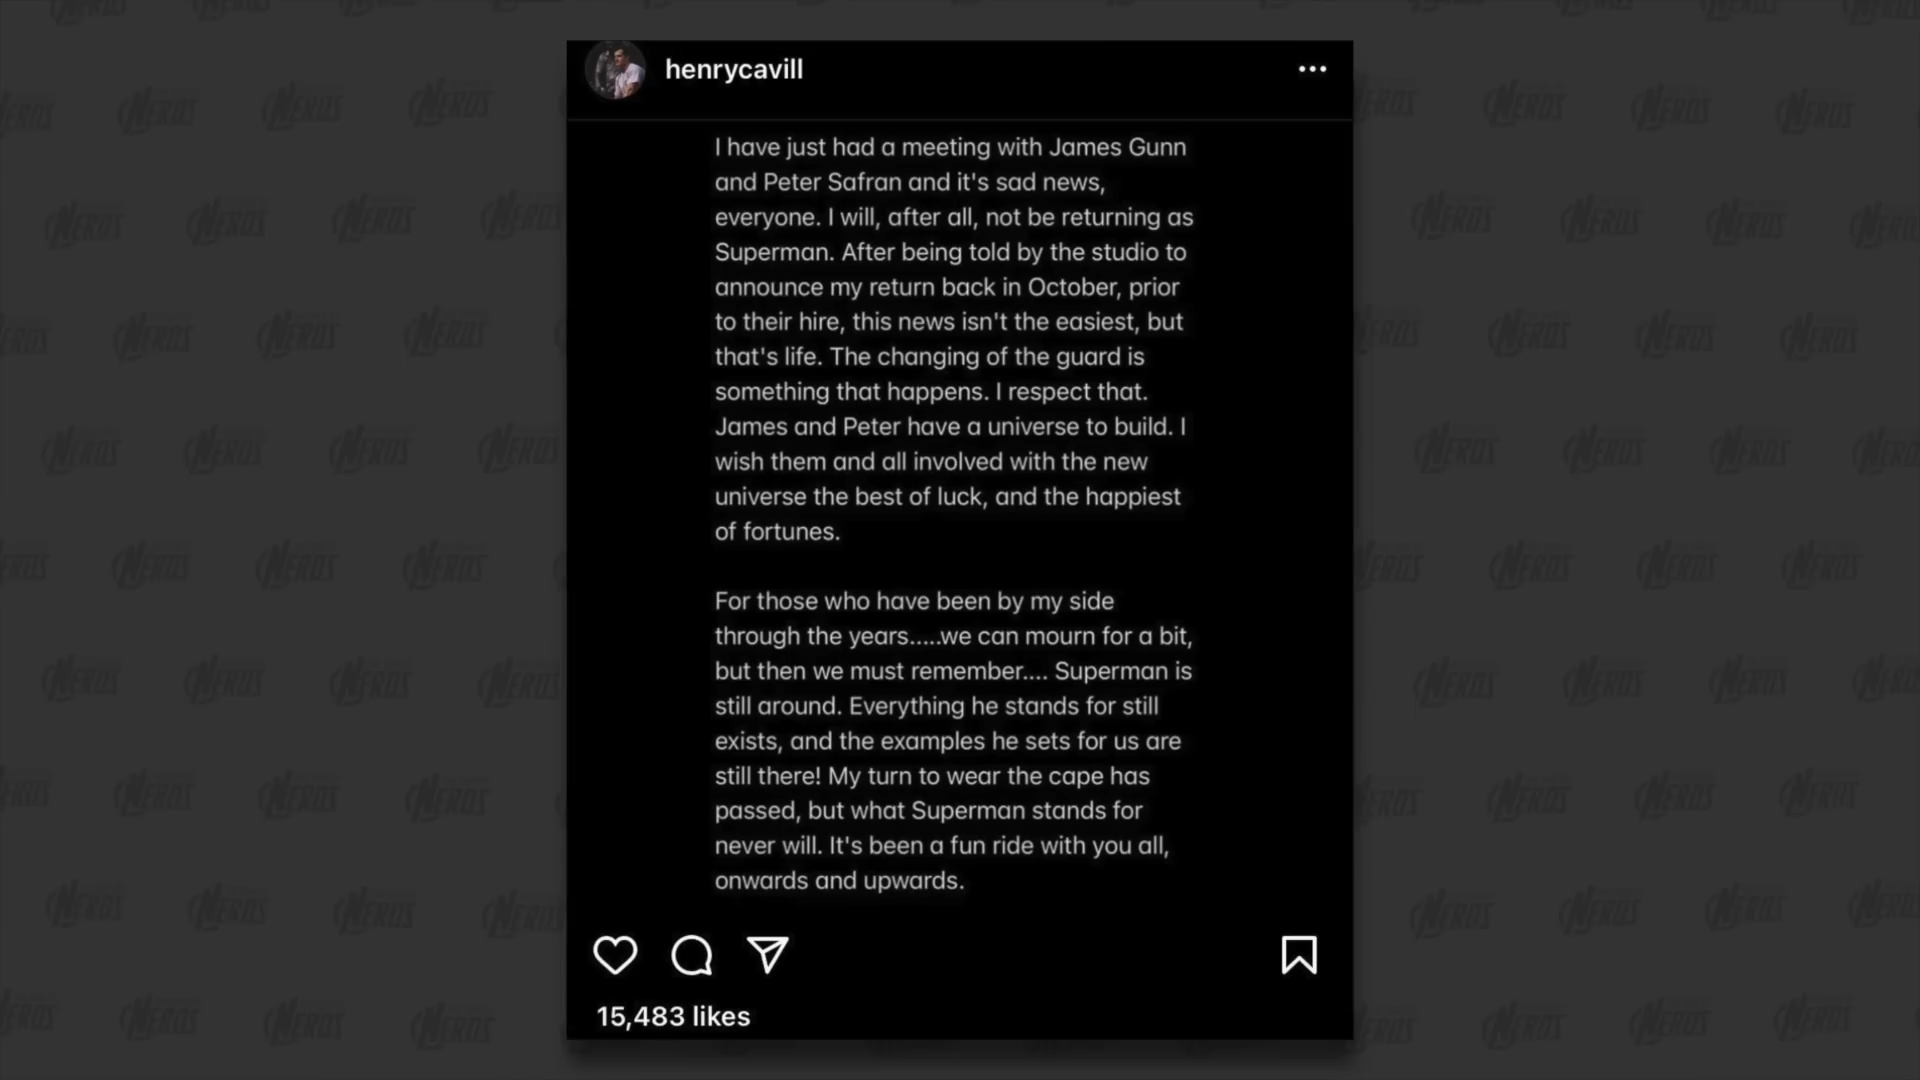 henrycavill
I have just had a meeting with James Gunn
and Peter Safran and it's sad news,
everyone. I will, after all, not be returning as
Superman. After being told by the studio to
announce my return back in October, prior
to their hire, this news isn't the easiest, but
that's life. The changing of the guard is
something that happens. I respect that.
James and Peter have a universe to build. I
wish them and all involved with the new
universe the best of luck, and the happiest
of fortunes.
For those who have been by my side
through the years.....we can mourn for a bit,
but then we must remember.... Superman is
still around. Everything he stands for still
exists, and the examples he sets for us are
still there! My turn to wear the cape has
passed, but what Superman stands for
never will. It's been a fun ride with you all,
onwards and upwards.
15,483 likes